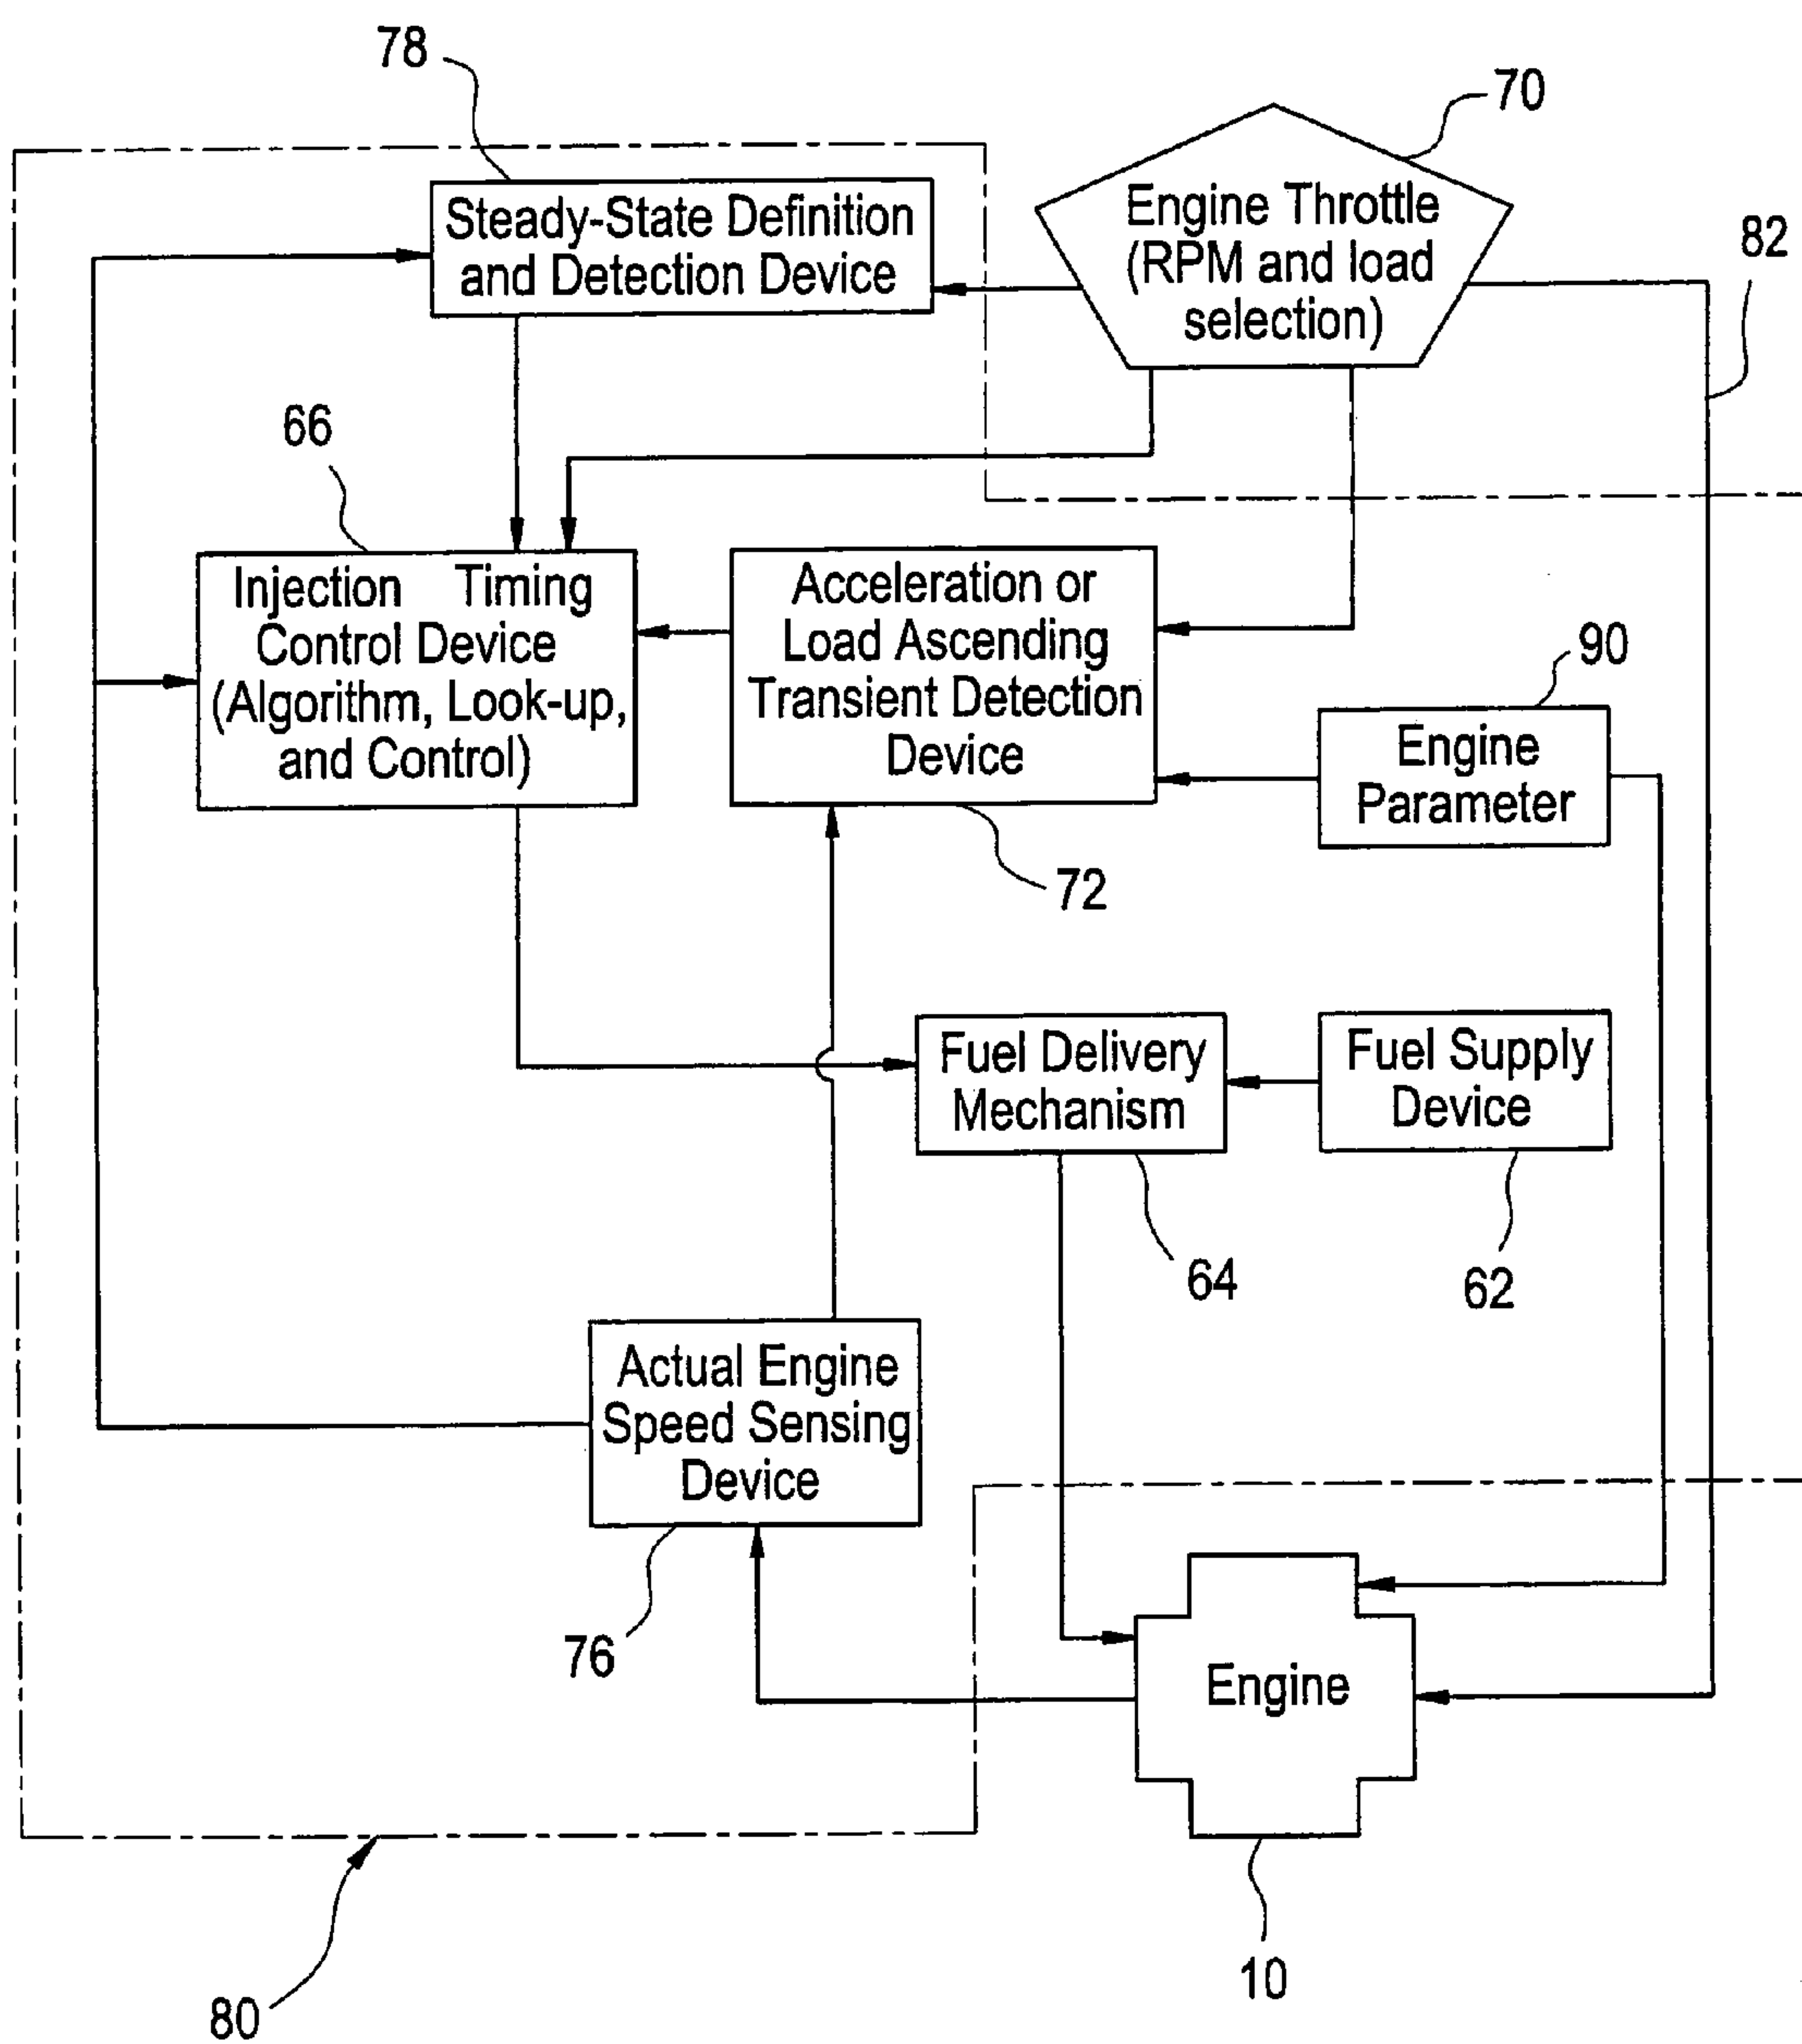 78
70
Steady-State Definition
and Detection Device
Engine Throttle
(RPM and load
selection)
82
66
Injection Timing
Control Device
(Algorithm, Look-up,
and Control)
Acceleration or
Load Ascending
Transient Detection
Device
90
Engine
Parameter
72
Fuel Delivery
Mechanism
Fuel Supply
Device
64
62
Actual Engine
Speed Sensing
Device
76
Engine
10
80